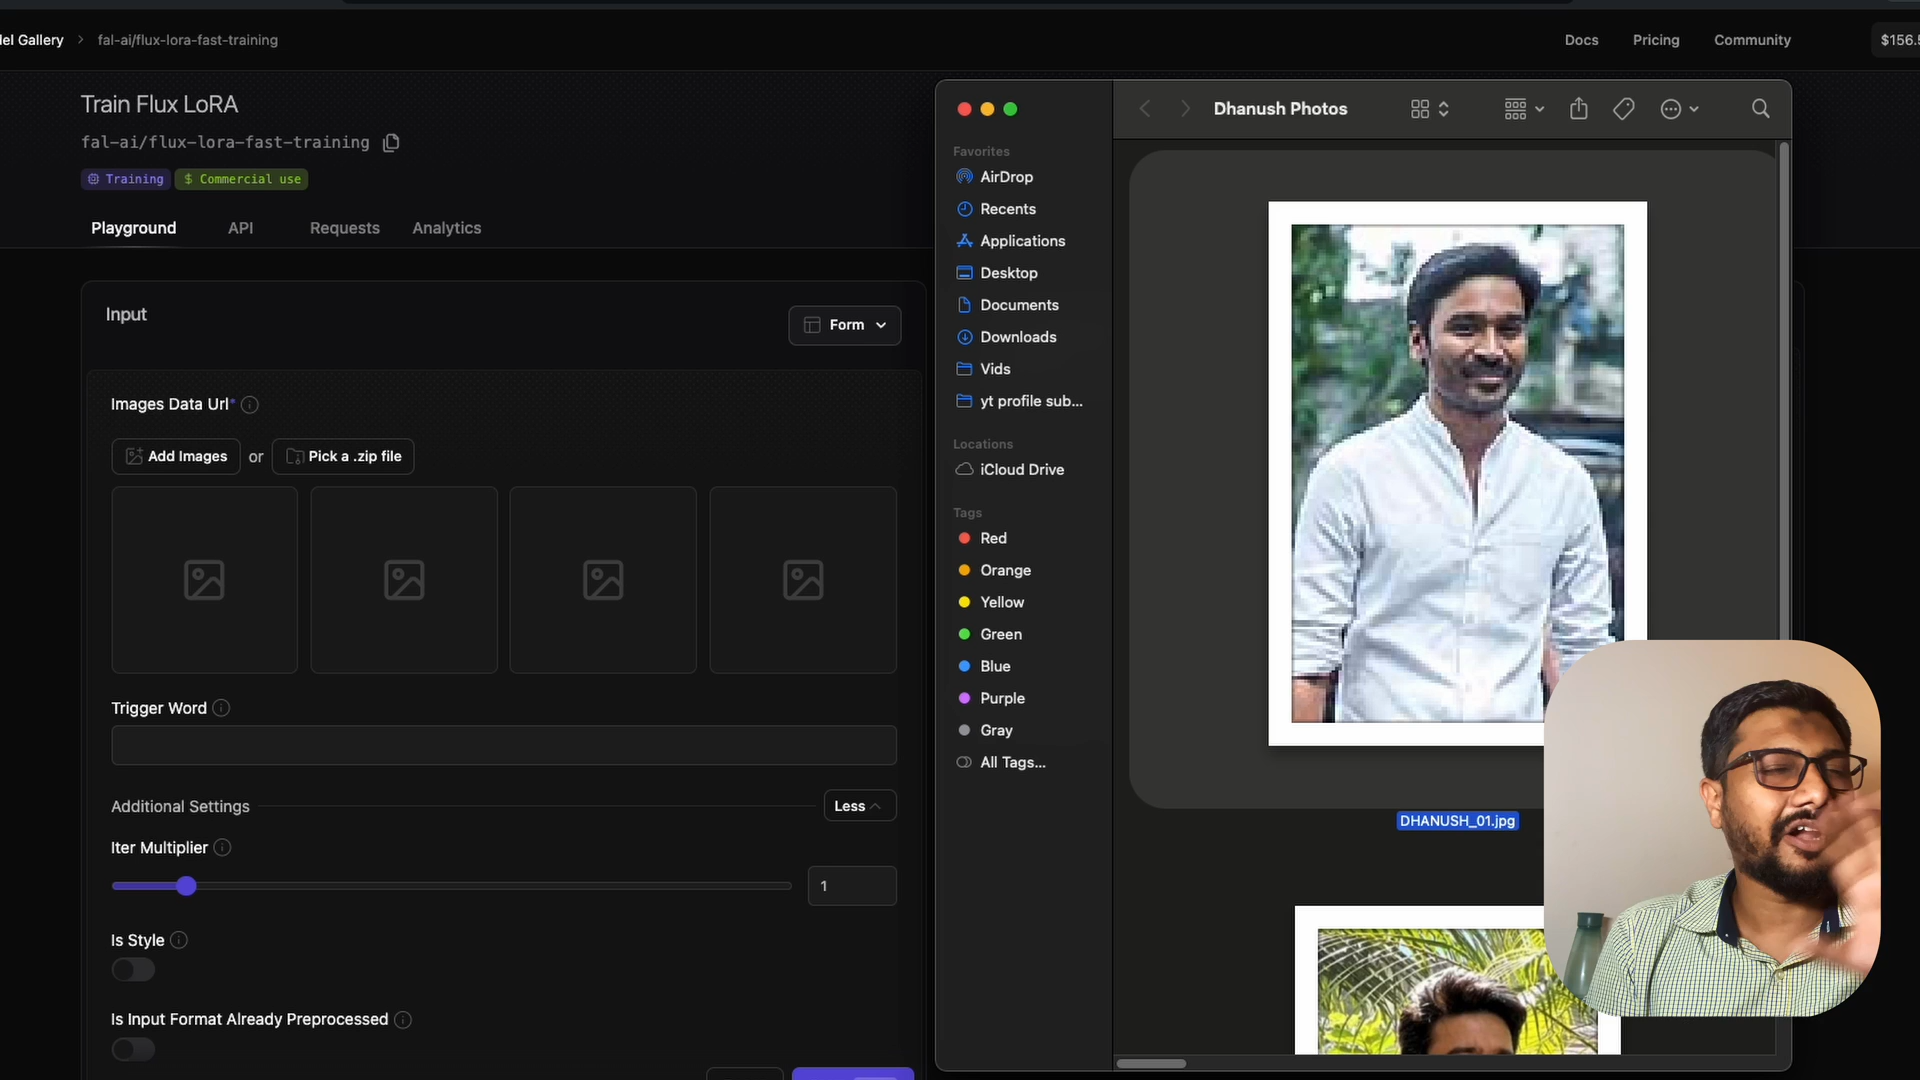 del Gallery > fal-ai/flux-lora-fast-training
Docs
Pricing
Community
$156.5
Train Flux LoRA
fal-ai/flux-lora-fast-training
Training
$ Commercial use
Playground
API
Requests
Analytics
Input
Form
Images Data Url*
Add Images
or
Pick a .zip file
Trigger Word
Additional Settings
Less
Iter Multiplier
1
Is Style
Is Input Format Already Preprocessed
Dhanush Photos
Favorites
AirDrop
Recents
Applications
Desktop
Documents
Downloads
Vids
yt profile sub...
Locations
iCloud Drive
Tags
Red
Orange
Yellow
Green
Blue
Purple
Gray
All Tags...
DHANUSH_01.jpg